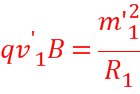 qv'₁B = m'₁² / R₁